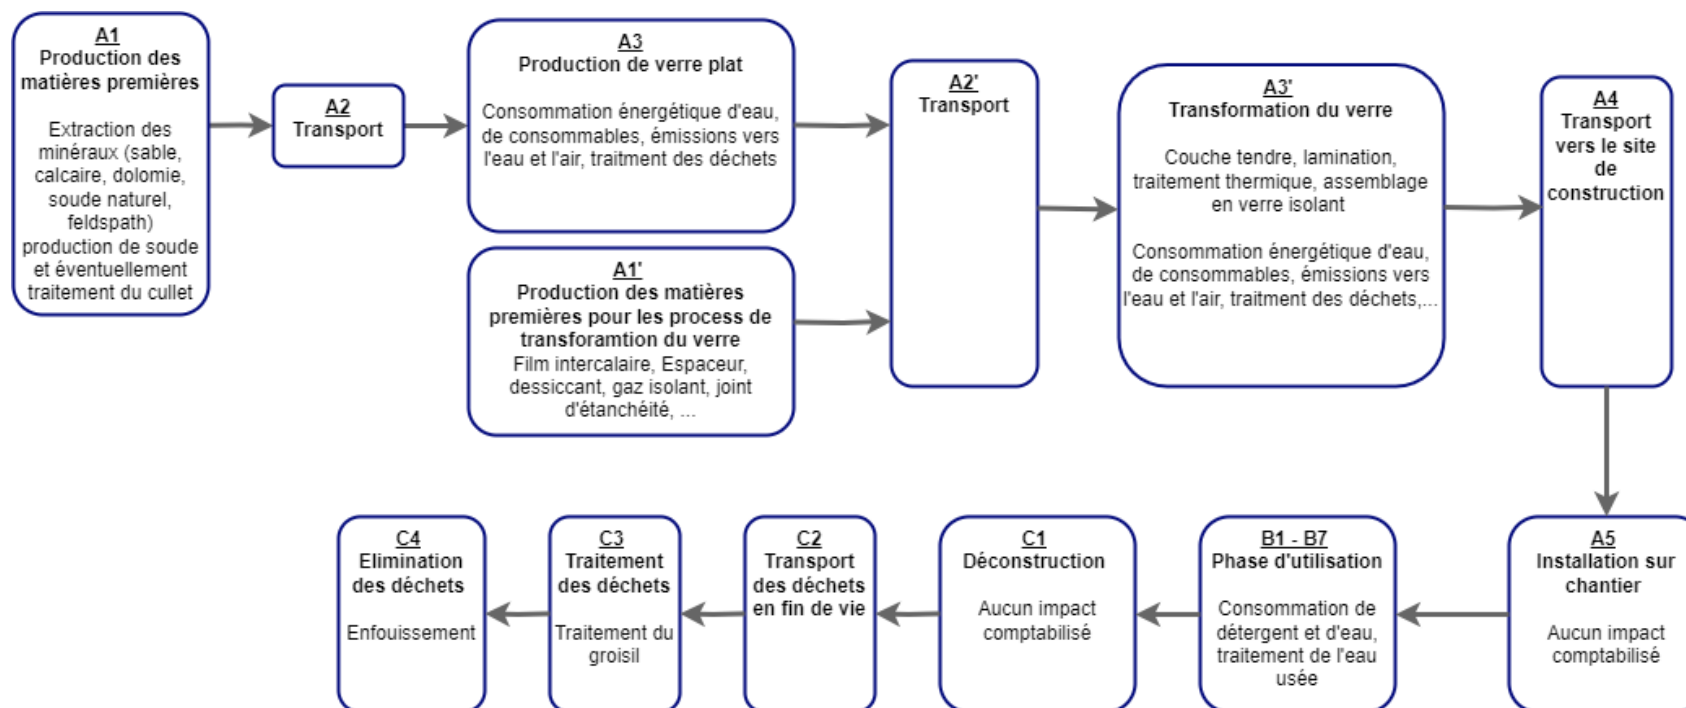 A1
Production des
matières premières
Extraction des
minéraux (sable,
calcaire, dolomie,
soude naturel,
feldspath)
production de soude
et éventuellement
traitement du cullet
A2
Transport
A3
Production de verre plat
Consommation énergétique d'eau,
de consommables, émissions vers
l'eau et l'air, traitment des déchets
A1'
Production des matières
premières pour les process de
transforamtion du verre
Film intercalaire, Espaceur,
dessiccant, gaz isolant, joint
d'étanchéité, ...
A2'
Transport
A3'
Transformation du verre
Couche tendre, lamination,
traitement thermique, assemblage
en verre isolant
Consommation énergétique d'eau,
de consommables, émissions vers
l'eau et l'air, traitment des déchets,...
A4
Transport
vers le site
de
construction
A5
Installation sur
chantier
Aucun impact
comptabilisé
B1 - B7
Phase d'utilisation
Consommation de
détergent et d'eau,
traitement de l'eau
usée
C1
Déconstruction
Aucun impact
comptabilisé
C2
Transport
des déchets
en fin de vie
C3
Traitement
des déchets
Traitement du
groisil
C4
Elimination
des déchets
Enfouissement